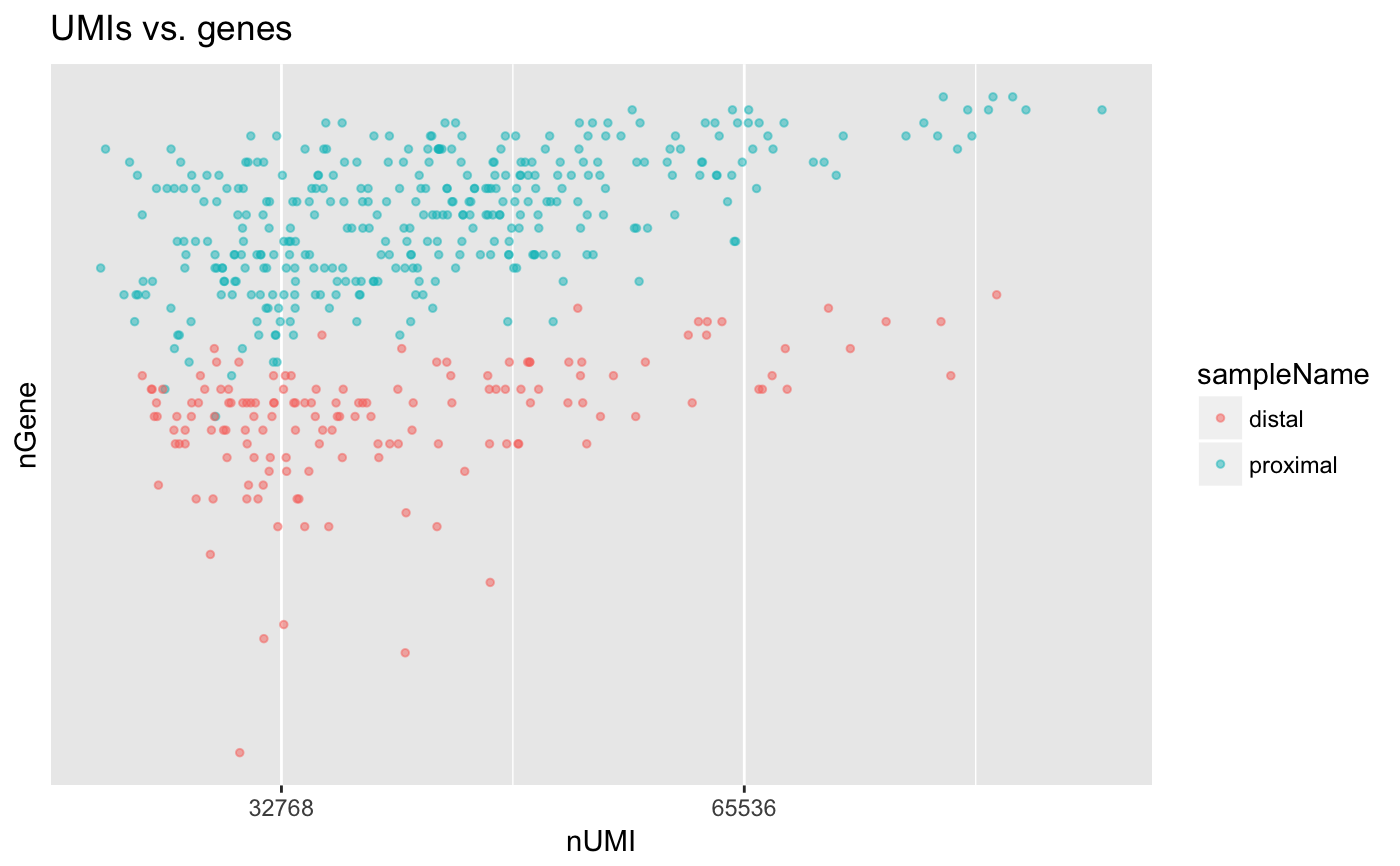 UMIs vs. genes
nGene
32768
65536
nUMI
sampleName
distal
proximal